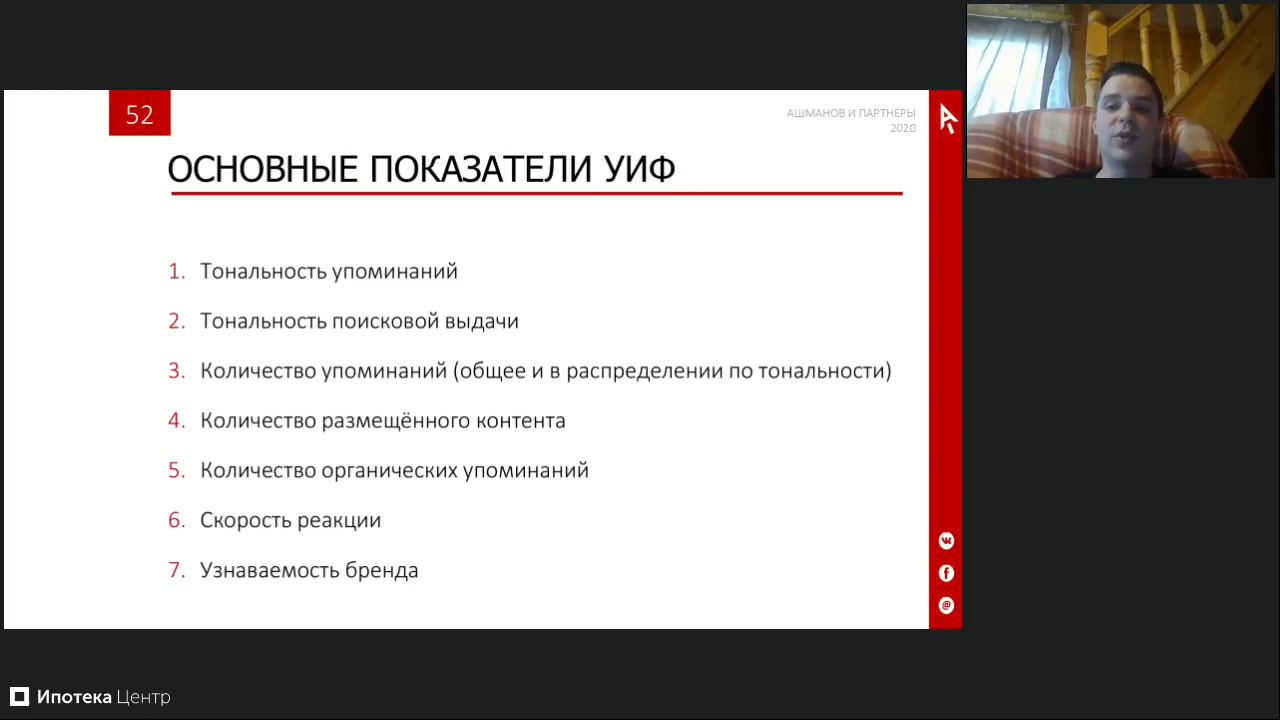 52
АШМАНОВ И ПАРТНЕРЫ
2020
ОСНОВНЫЕ ПОКАЗАТЕЛИ УИФ
1. Тональность упоминаний
2. Тональность поисковой выдачи
3. Количество упоминаний (общее и в распределении по тональности)
4. Количество размещённого контента
5. Количество органических упоминаний
6. Скорость реакции
7. Узнаваемость бренда
Ипотека Центр